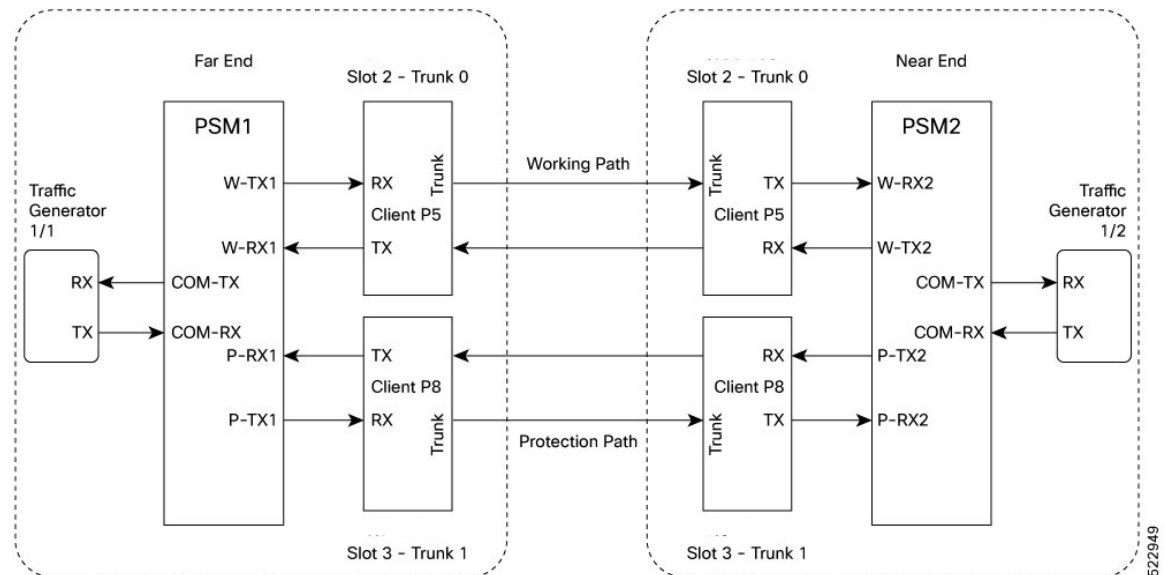 Far End
Near End
Slot 2 - Trunk 0
Slot 2 - Trunk 0
PSM1
PSM2
Working Path
Traffic
Generator
1/1
RX
TX
W-TX1
W-RX1
COM-TX
COM-RX
P-RX1
P-TX1
RX
Trunk
Client P5
TX
TX
Client P8
RX
Trunk
Protection Path
Trunk
TX
Client P5
RX
RX
Client P8
Trunk
TX
W-RX2
W-TX2
COM-TX
COM-RX
P-TX2
P-RX2
Traffic
Generator
1/2
RX
TX
Slot 3 - Trunk 1
Slot 3 - Trunk 1
522949